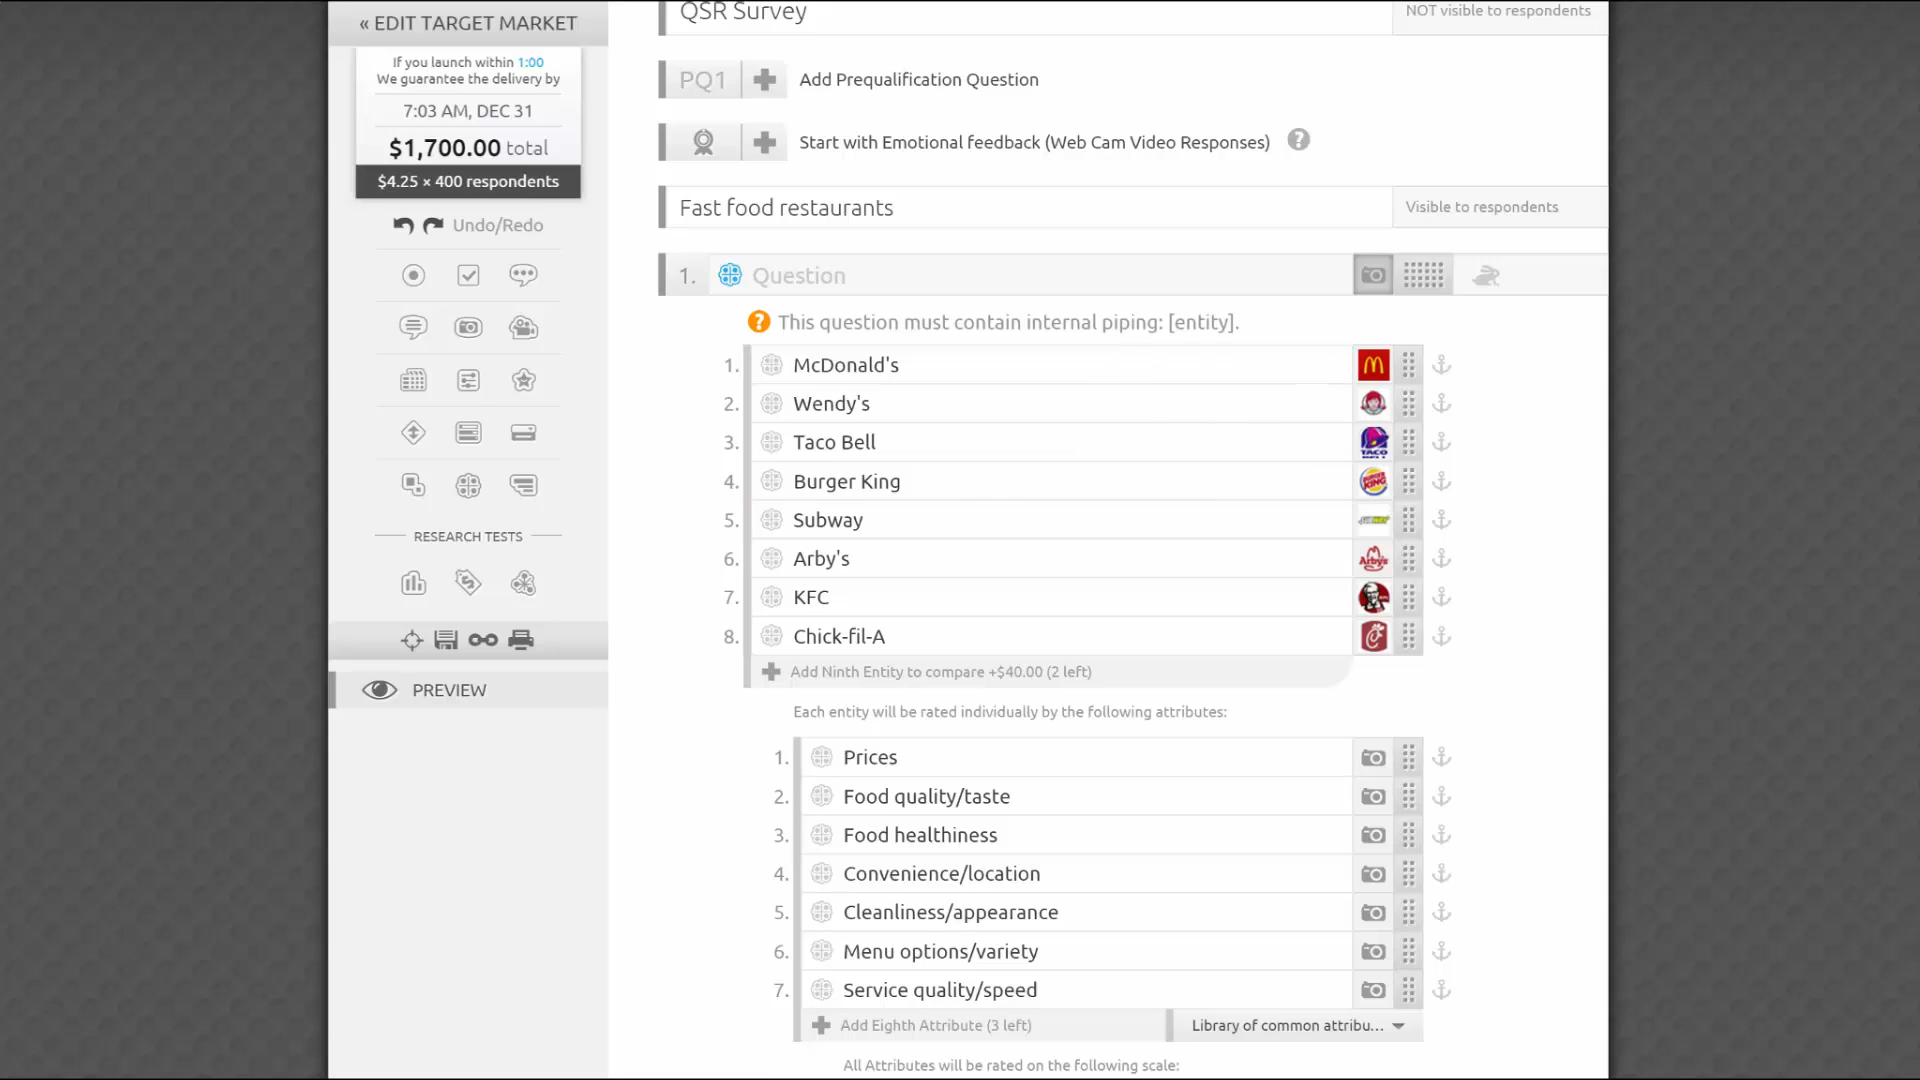 « EDIT TARGET MARKET
If you launch within 1:00
We guarantee the delivery by
7:03 AM, DEC 31
$1,700.00 total
$4.25 × 400 respondents
Undo/Redo
RESEARCH TESTS
PREVIEW
QSR Survey
NOT visible to respondents
PQ1
Add Prequalification Question
Start with Emotional feedback (Web Cam Video Responses)
?
Fast food restaurants
Visible to respondents
1.
Question
? This question must contain internal piping: [entity].
1. McDonald's
2. Wendy's
3. Taco Bell
TACO
4. Burger King
BURGER KING
5. Subway
6. Arby's
Arby's
7. KFC
8. Chick-fil-A
Add Ninth Entity to compare +$40.00 (2 left)
Each entity will be rated individually by the following attributes:
1. Prices
2. Food quality/taste
3. Food healthiness
4. Convenience/location
5. Cleanliness/appearance
6. Menu options/variety
7. Service quality/speed
Add Eighth Attribute (3 left)
Library of common attribu...
All Attributes will be rated on the following scale: